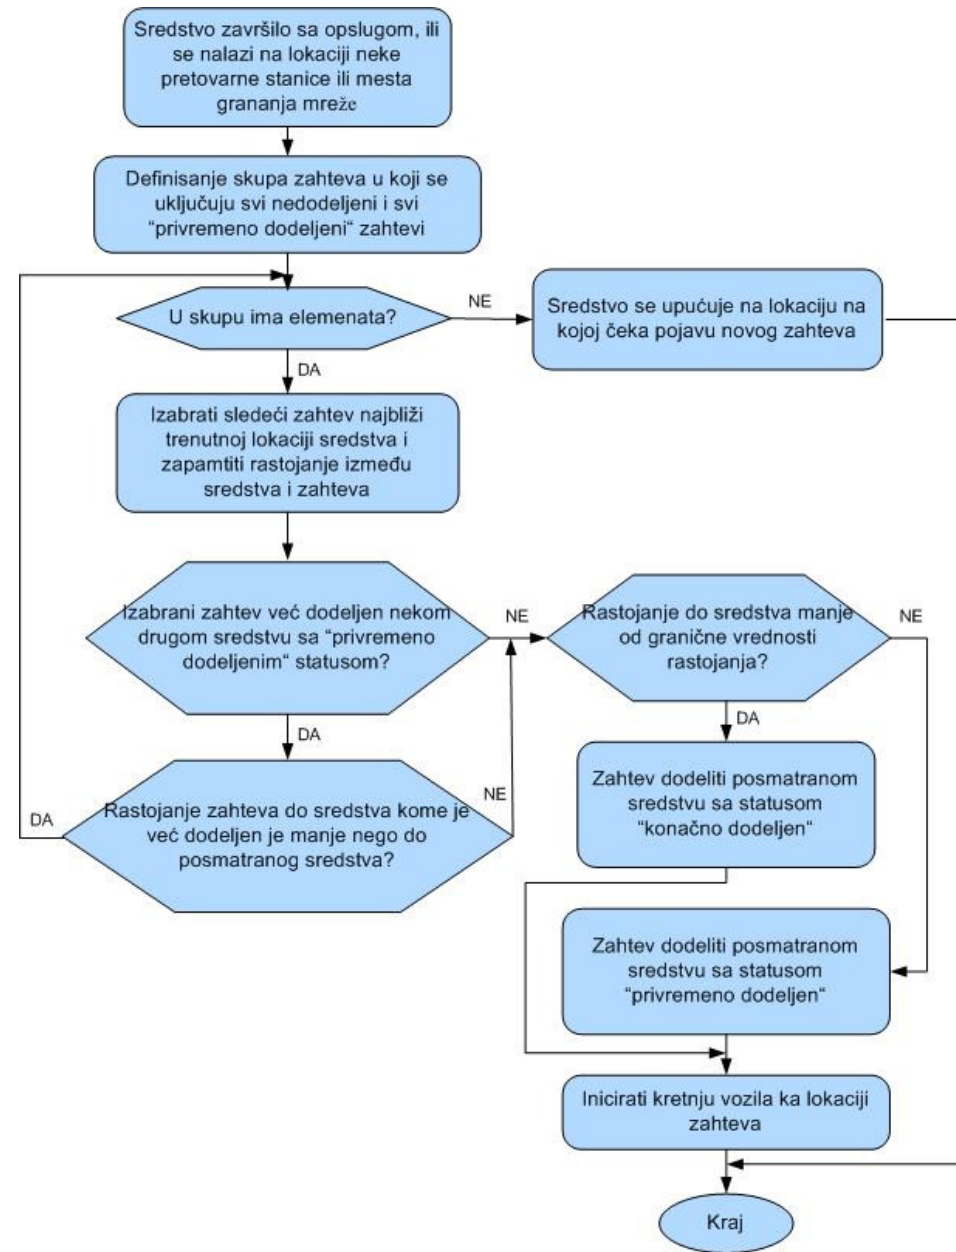 Sredstvo završilo sa opslugom, ili
se nalazi na lokaciji neke
pretovarne stanice ili mesta
grananja mreže
Definisanje skupa zahteva u koji se
uključuju svi nedodeljeni i svi
“privremeno dodeljeni“ zahtevi
U skupu ima elemenata?
NE
Sredstvo se upućuje na lokaciju na
kojoj čeka pojavu novog zahteva
DA
Izabrati sledeći zahtev najbliži
trenutnoj lokaciji sredstva i
zapamtiti rastojanje između
sredstva i zahteva
Izabrani zahtev već dodeljen nekom
drugom sredstvu sa “privremeno
dodeljenim“ statusom?
NE
Rastojanje do sredstva manje
od granične vrednosti
rastojanja?
NE
DA
DA
Rastojanje zahteva do sredstva kome je
već dodeljen je manje nego do
posmatranog sredstva?
NE
DA
Zahtev dodeliti posmatranom
sredstvu sa statusom
“konačno dodeljen“
Zahtev dodeliti posmatranom
sredstvu sa statusom
“privremeno dodeljen“
Inicirati kretnju vozila ka lokaciji
zahteva
Kraj